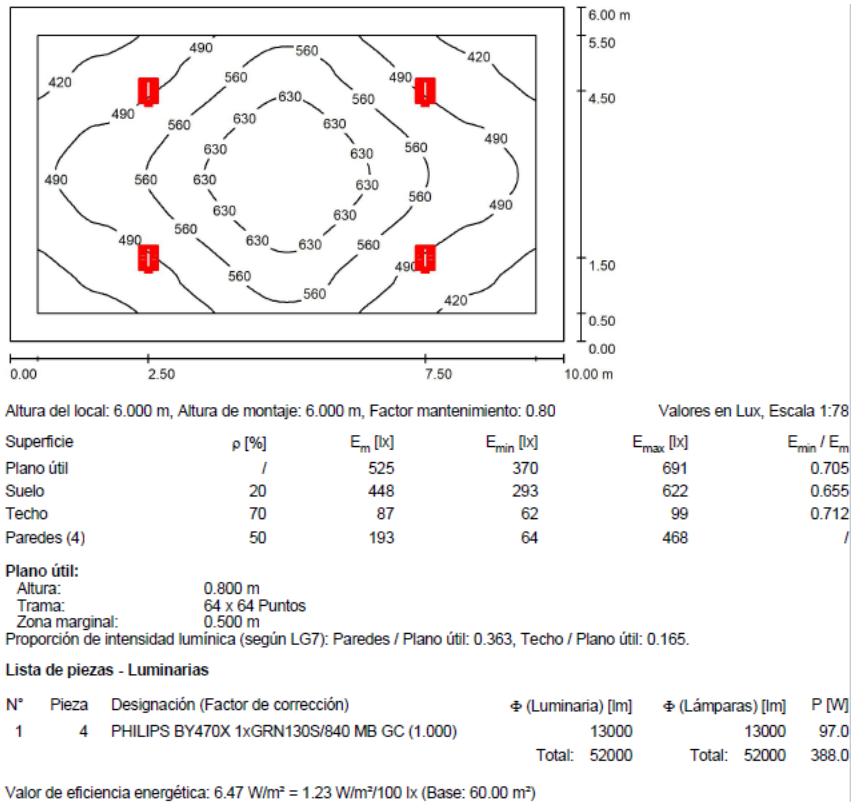 6.00 m
5.50
490
560
420
490
4.50
630
490
560
560
630
630
490
630
630
560
490
560
630
630
560
490
630
630
560
490
630
630
560
560
490
560
490
1.50
560
560
420
0.50
0.00
0.00
2.50
7.50
10.00 m
Altura del local: 6.000 m, Altura de montaje: 6.000 m, Factor mantenimiento: 0.80
Valores en Lux, Escala 1:78
Superficie ρ [%] Em [lx] Emin [lx] Emax [lx] Emin / Em
Plano útil / 525 370 691 0.705
Suelo 20 448 293 622 0.655
Techo 70 87 62 99 0.712
Paredes (4) 50 193 64 468 /
Plano útil:
Altura: 0.800 m
Trama: 64 x 64 Puntos
Zona marginal: 0.500 m
Proporción de intensidad lumínica (según LG7): Paredes / Plano útil: 0.363, Techo / Plano útil: 0.165.
Lista de piezas - Luminarias
N° Pieza Designación (Factor de corrección) Φ (Luminaria) [lm] Φ (Lámparas) [lm] P [W]
1 4 PHILIPS BY470X 1xGRN130S/840 MB GC (1.000) 13000 13000 97.0
Total: 52000 Total: 52000 388.0
Valor de eficiencia energética: 6.47 W/m² = 1.23 W/m²/100 lx (Base: 60.00 m²)